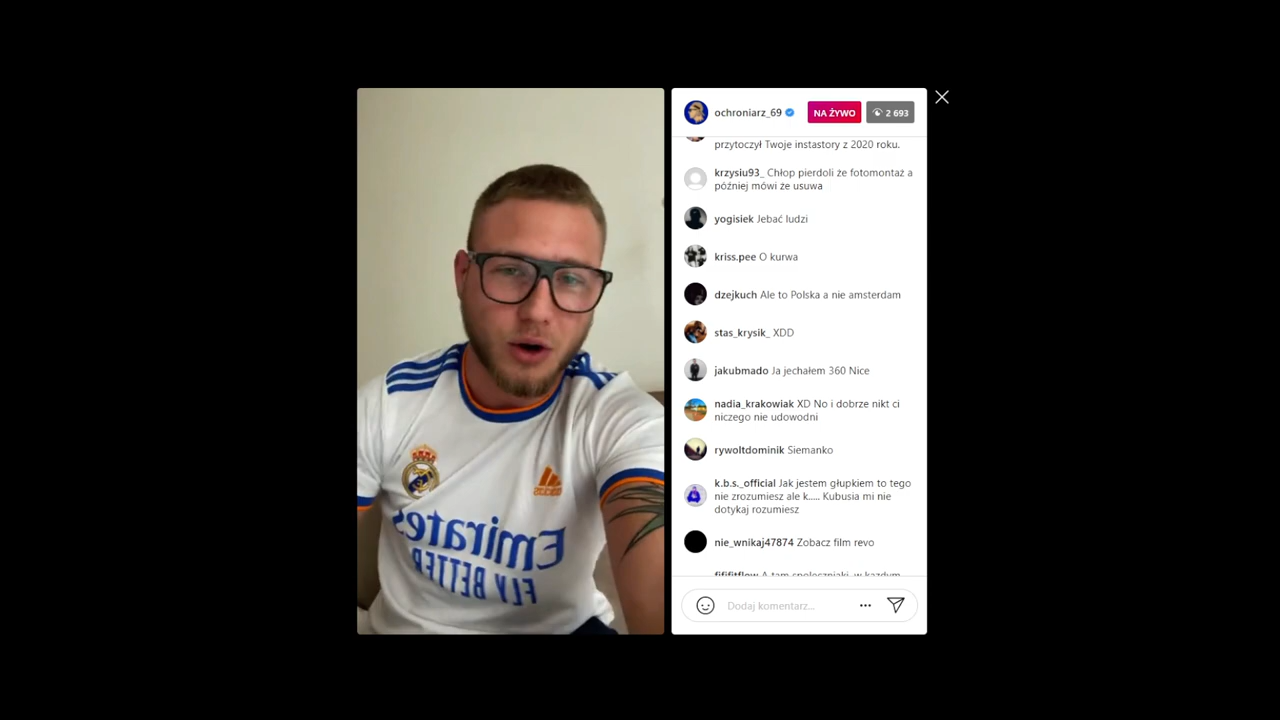 Emirates
FLY BETTER
adidas
ochroniarz_69
NA ŻYWO
2 693
przytoczył Twoje instastory z 2020 roku.
krzysiu93_ Chłop pierdoli że fotomontaż a
później mówi że usuwa
yogisiek Jebać ludzi
kriss.pee O kurwa
dzejkuch Ale to Polska a nie amsterdam
stas_krysik_ XDD
jakubmado Ja jechałem 360 Nice
nadia_krakowiak XD No i dobrze nikt ci
niczego nie udowodni
rywoltdominik Siemanko
k.b.s._official Jak jestem głupkiem to tego
nie zrozumiesz ale k..... Kubusia mi nie
dotykaj rozumiesz
nie_wnikaj47874 Zobacz film revo
A tam spoleczniaki, w kazdym
Dodaj komentarz...